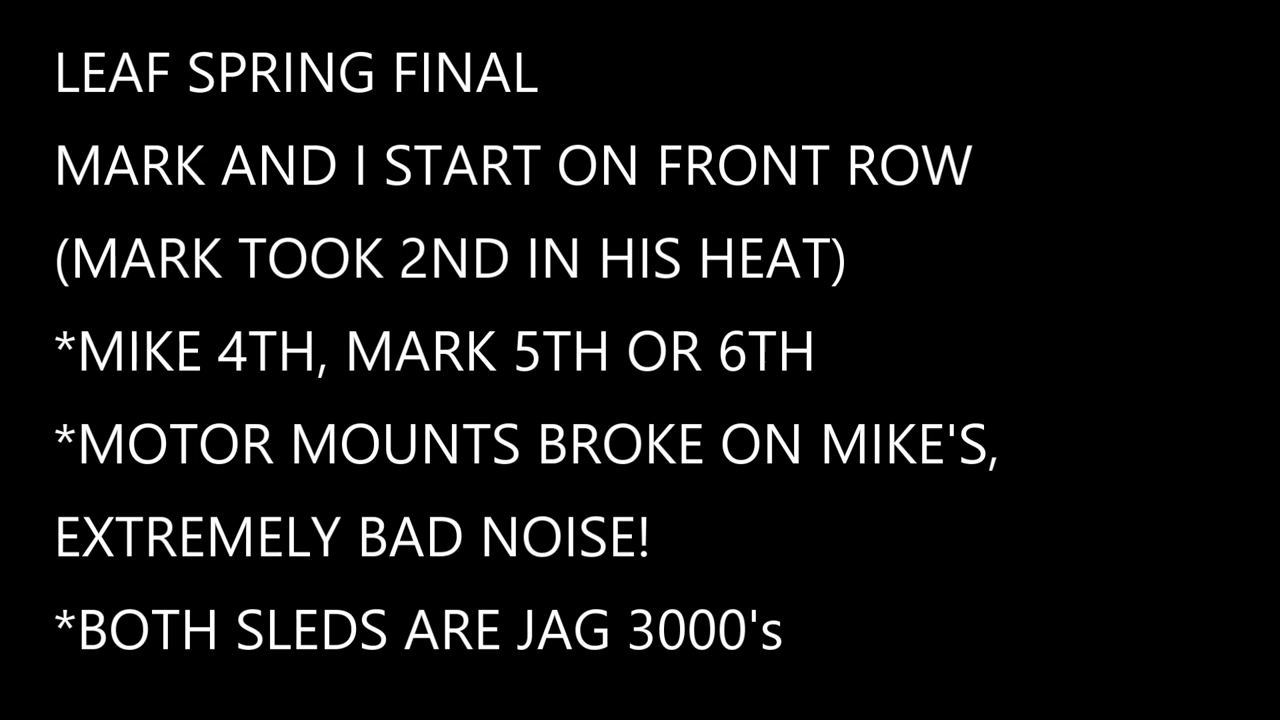 LEAF SPRING FINAL
MARK AND I START ON FRONT ROW
(MARK TOOK 2ND IN HIS HEAT)
*MIKE 4TH, MARK 5TH OR 6TH
*MOTOR MOUNTS BROKE ON MIKE'S,
EXTREMELY BAD NOISE!
*BOTH SLEDS ARE JAG 3000's